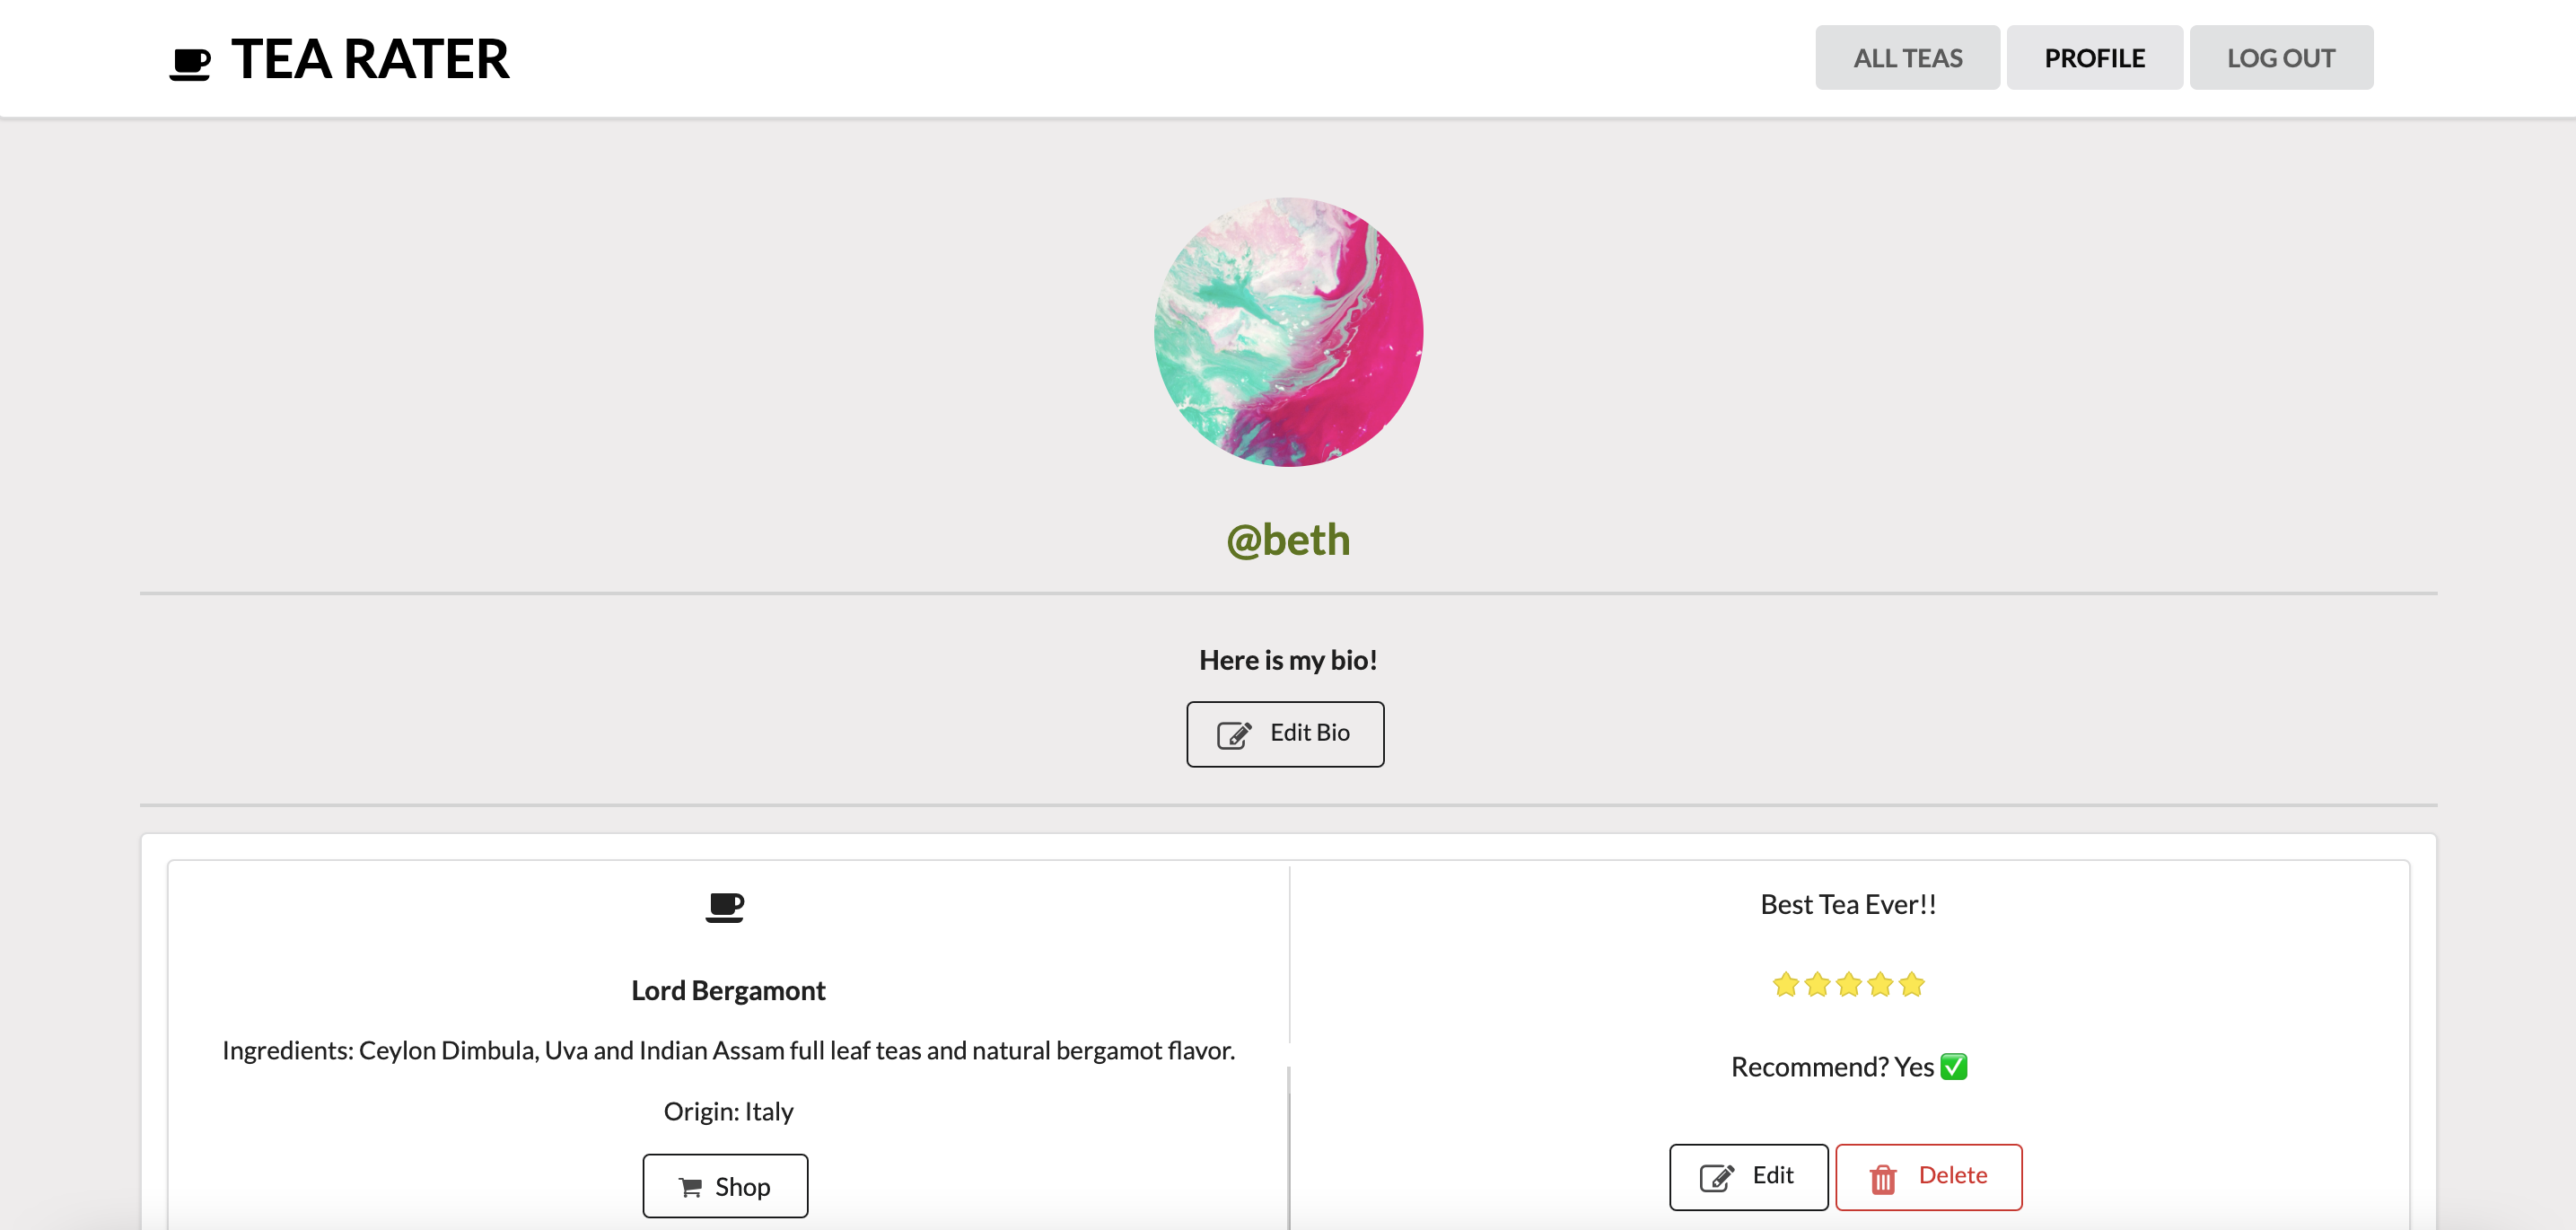 TEA RATER
ALL TEAS
PROFILE
LOG OUT
@beth
Here is my bio!
Edit Bio
Lord Bergamont
Ingredients: Ceylon Dimbula, Uva and Indian Assam full leaf teas and natural bergamot flavor.
Origin: Italy
Shop
Best Tea Ever!!
Recommend? Yes ✅
Edit
Delete